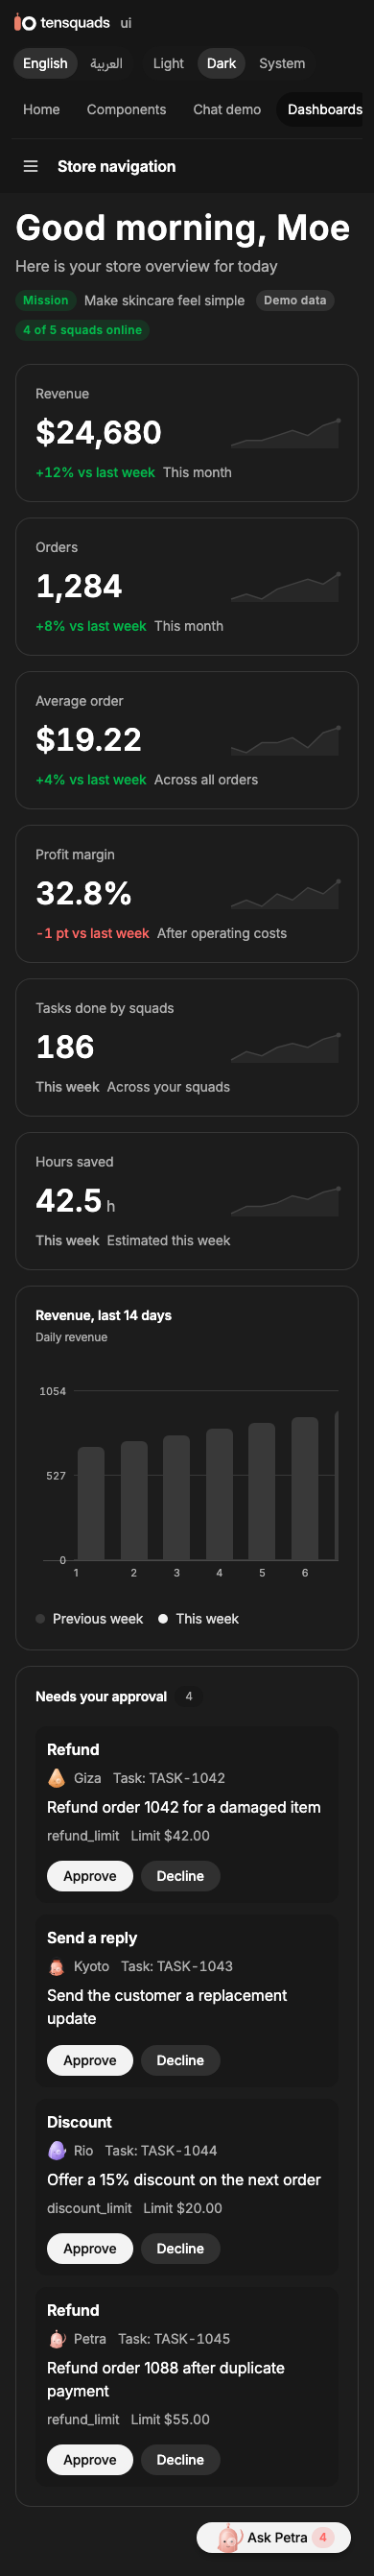 tensquads ui
English العربية Light Dark System
Home Components Chat demo Dashboards
Store navigation
Good morning, Moe
Here is your store overview for today
Mission Make skincare feel simple Demo data
4 of 5 squads online
Revenue
$24,680
+12% vs last week This month
Orders
1,284
+8% vs last week This month
Average order
$19.22
+4% vs last week Across all orders
Profit margin
32.8%
-1 pt vs last week After operating costs
Tasks done by squads
186
This week Across your squads
Hours saved
42.5 h
This week Estimated this week
Revenue, last 14 days
Daily revenue
1054
527
0
1 2 3 4 5 6
Previous week This week
Needs your approval 4
Refund
Giza Task: TASK-1042
Refund order 1042 for a damaged item
refund_limit Limit $42.00
Approve Decline
Send a reply
Kyoto Task: TASK-1043
Send the customer a replacement
update
Approve Decline
Discount
Rio Task: TASK-1044
Offer a 15% discount on the next order
discount_limit Limit $20.00
Approve Decline
Refund
Petra Task: TASK-1045
Refund order 1088 after duplicate
payment
refund_limit Limit $55.00
Approve Decline
Ask Petra 4